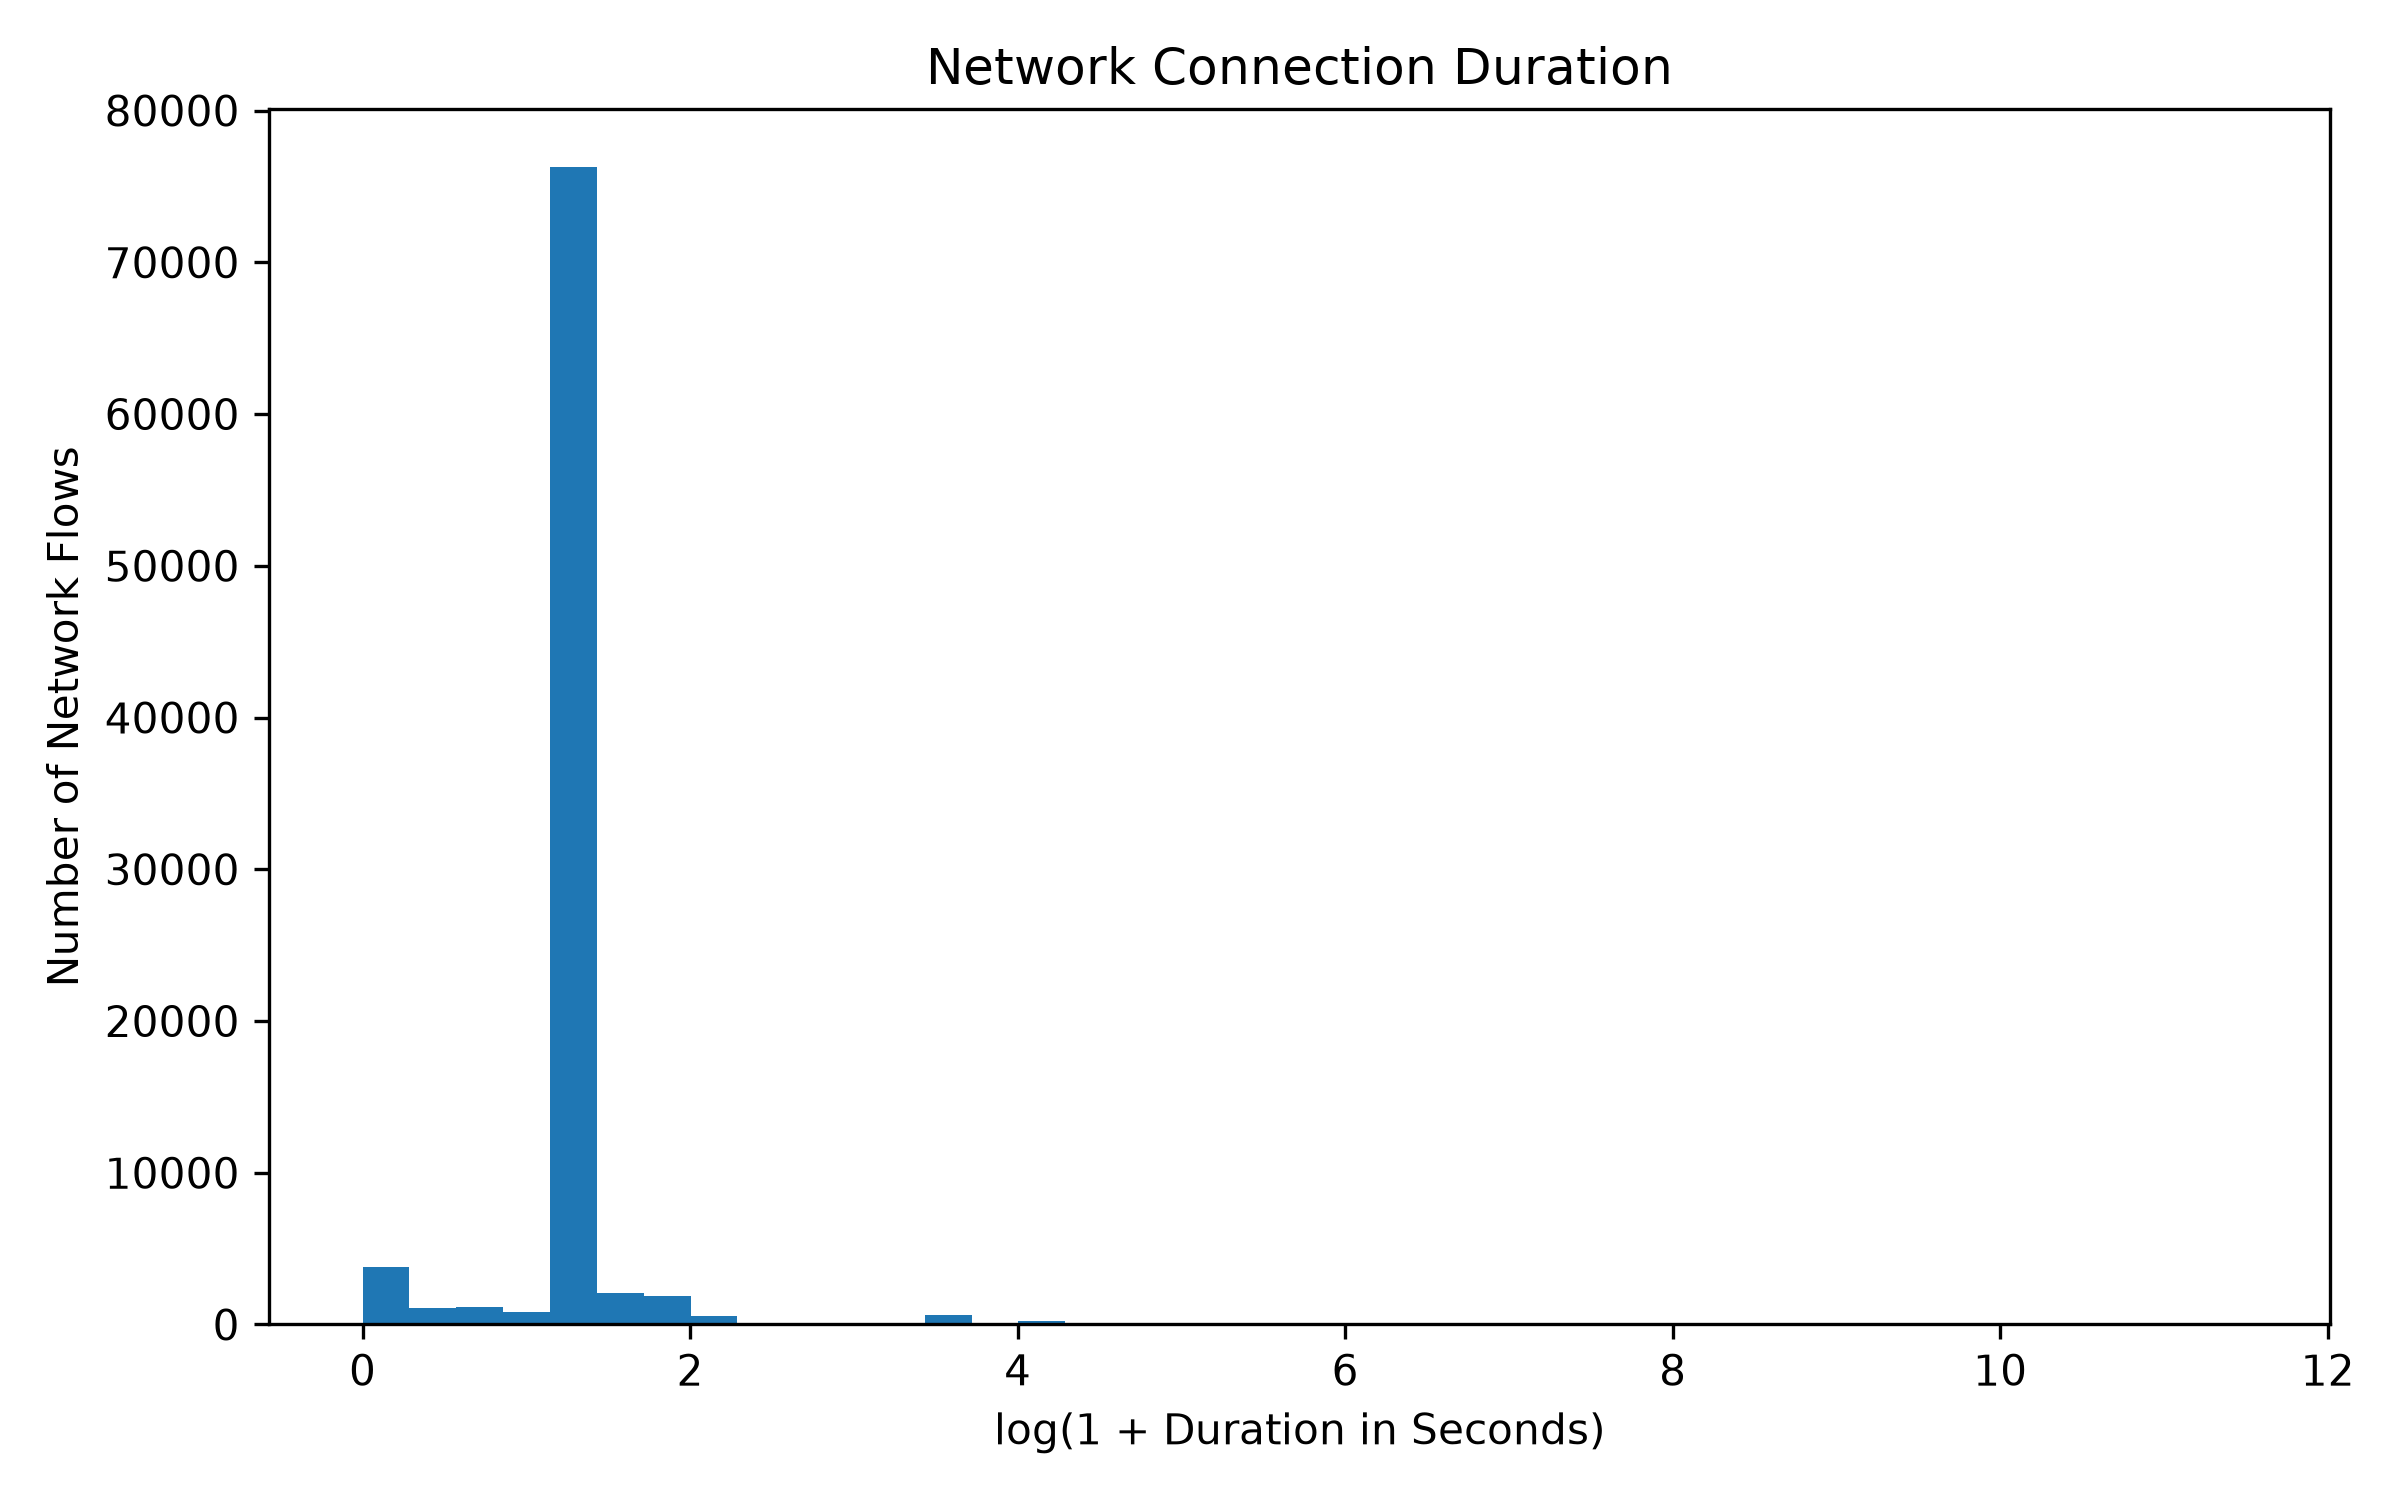 Network Connection Duration
80000
70000
60000
50000
40000
30000
20000
10000
0
Number of Network Flows
0 2 4 6 8 10 12
log(1 + Duration in Seconds)